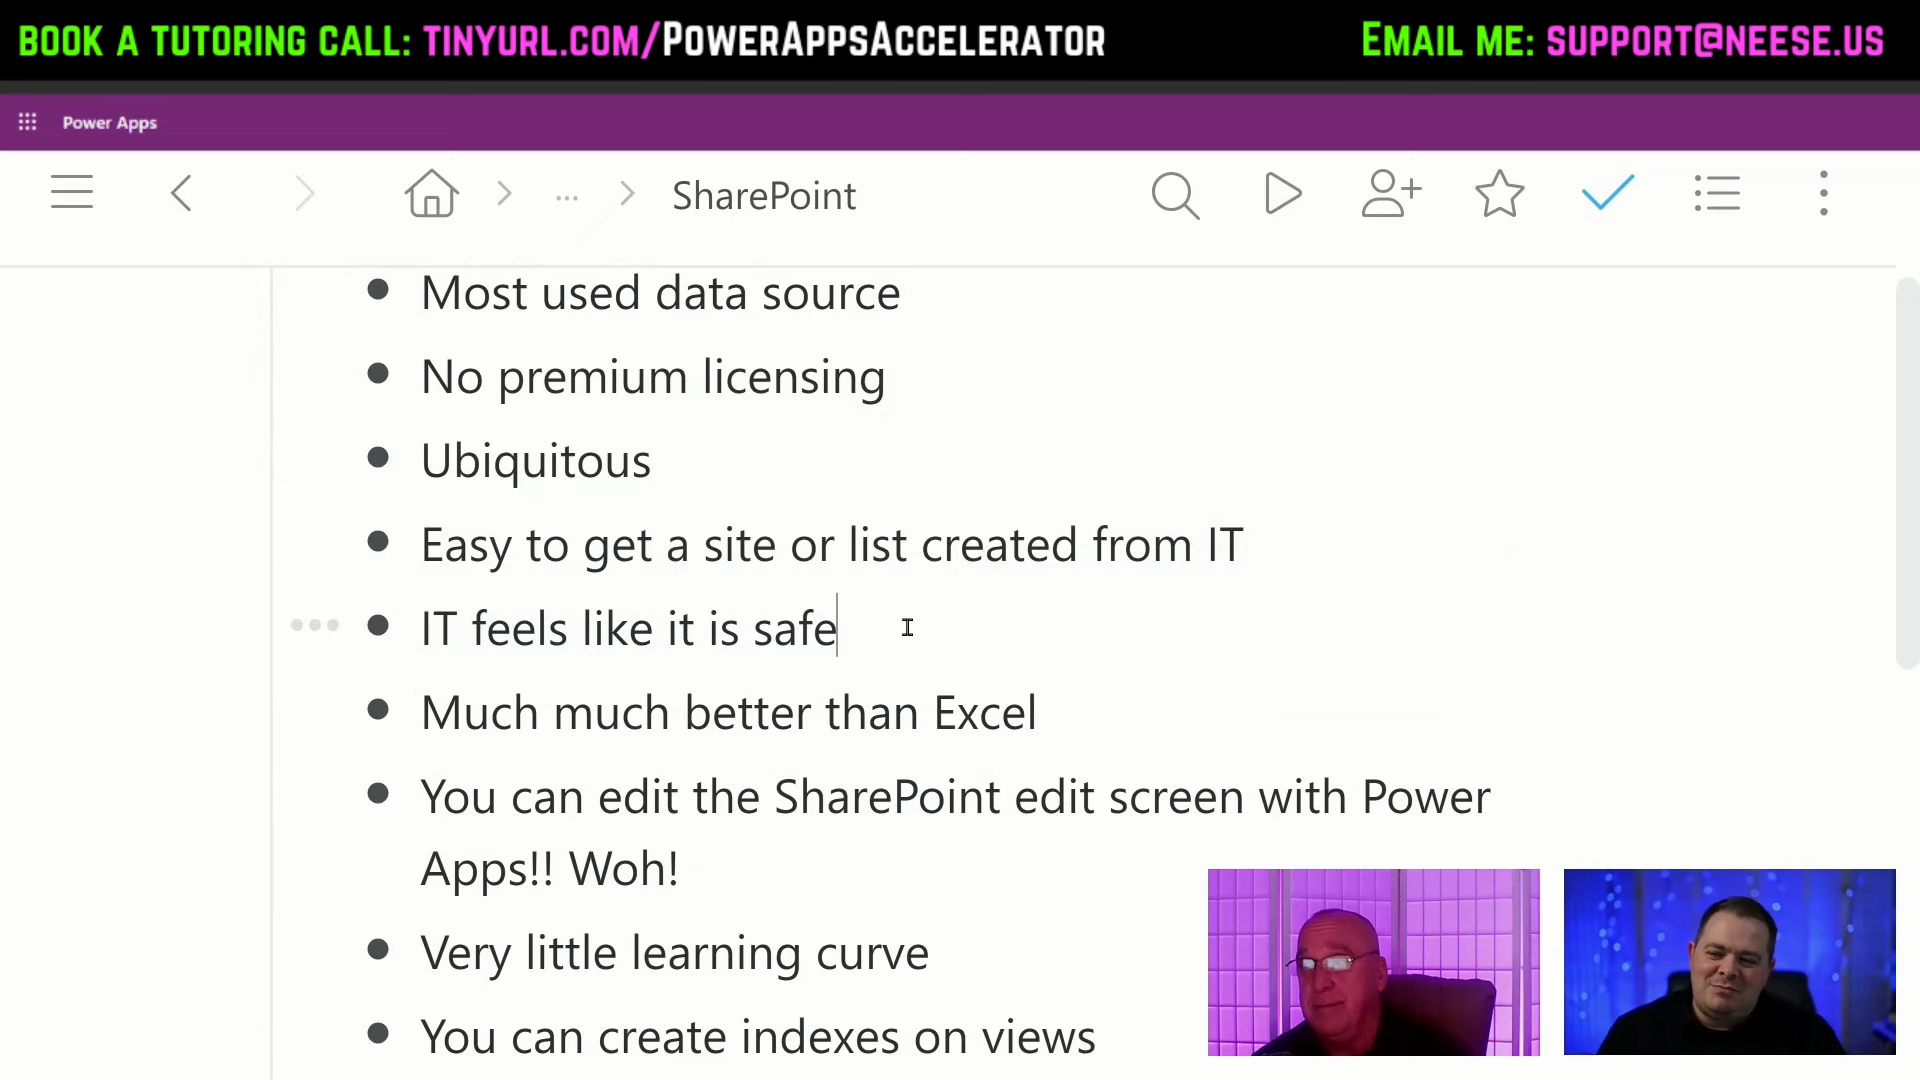 BOOK A TUTORING CALL: TINYURL.COM/POWERAPPSACCELERATOR EMAIL ME: SUPPORT@NEESE.US
Power Apps
... SharePoint
Most used data source
No premium licensing
Ubiquitous
Easy to get a site or list created from IT
IT feels like it is safe
Much much better than Excel
You can edit the SharePoint edit screen with Power
Apps!! Woh!
Very little learning curve
You can create indexes on views